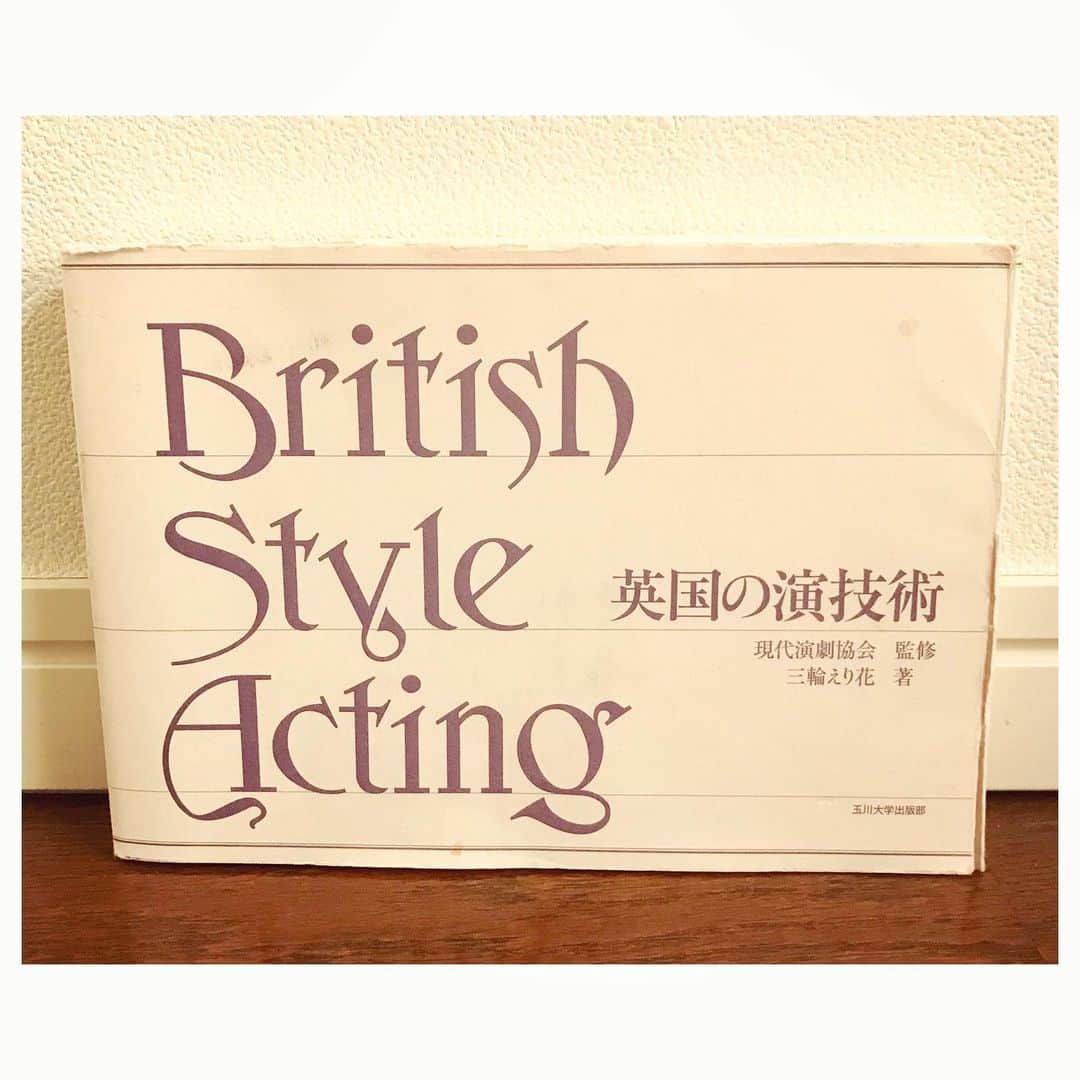 British
Style
Acting
英国の演技術
現代演劇協会 監修
三輪えり花 著
玉川大学出版部